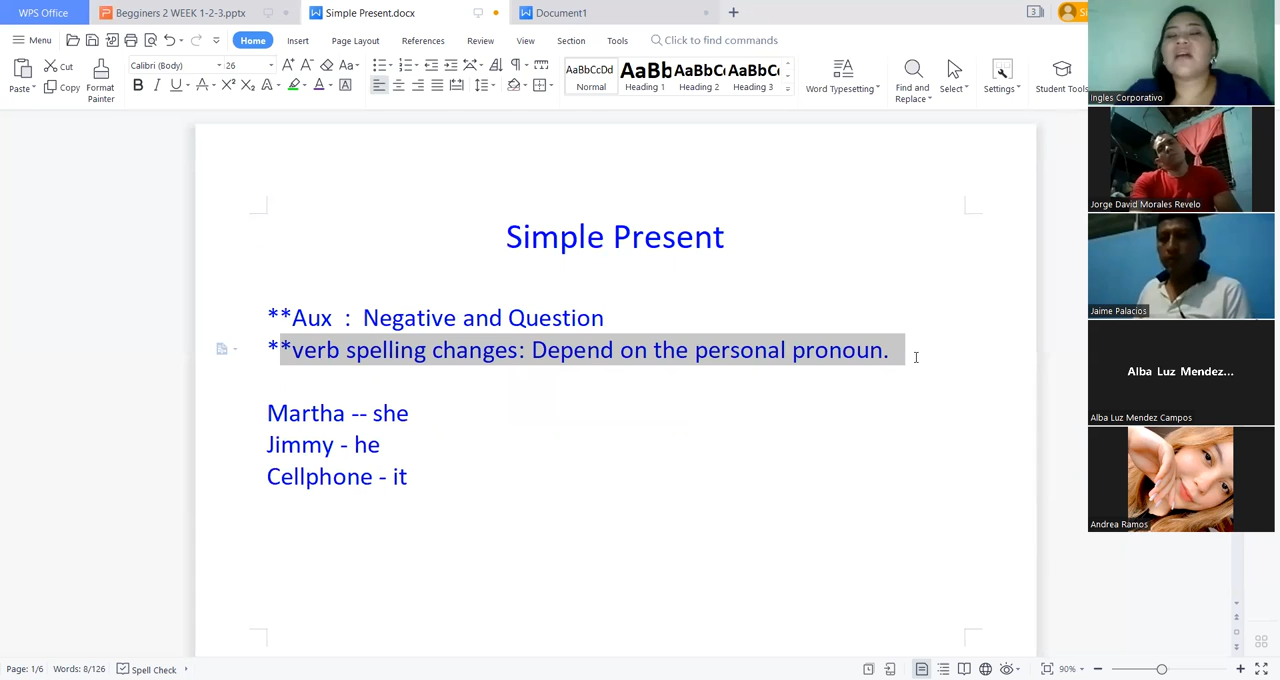 WPS Office Begginers 2 WEEK 1-2-3.pptx Simple Present.docx Document1 3
Menu Home Insert Page Layout References Review View Section Tools Click to find commands
Paste Cut Copy Format Painter Calibri (Body) 26 AaBbCcDd Normal Heading 1 Heading 2 Heading 3 Word Typesetting Find and Replace Select Settings Student Tools
Simple Present
**Aux : Negative and Question
**verb spelling changes: Depend on the personal pronoun.
Martha -- she
Jimmy - he
Cellphone - it
Ingles Corporativo
Jorge David Morales Revelo
Jaime Palacios
Alba Luz Mendez...
Alba Luz Mendez Campos
Andrea Ramos
Page: 1/6 Words: 8/126 Spell Check 90%